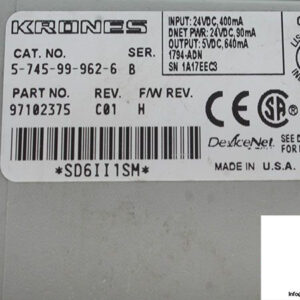 KRONES
CAT. NO. SER.
5-745-99-962-6 B
PART NO. REV. F/W REV.
97102375 C01 H
*SD6II1SM*
INPUT: 24VDC, 400mA
DNET PWR: 24VDC, 90mA
OUTPUT: 5VDC, 640mA
1794-ADN
SN 1A17EEC3
CE
DeviceNet
SEE D
FOR
MADE IN U.S.A.